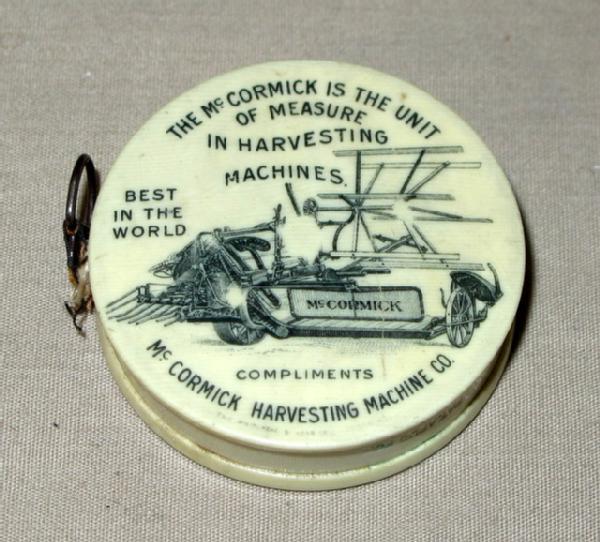 THE McCORMICK IS THE UNIT
OF MEASURE
IN HARVESTING
MACHINES.
BEST
IN THE
WORLD
McCORMICK
COMPLIMENTS
McCORMICK HARVESTING MACHINE CO.